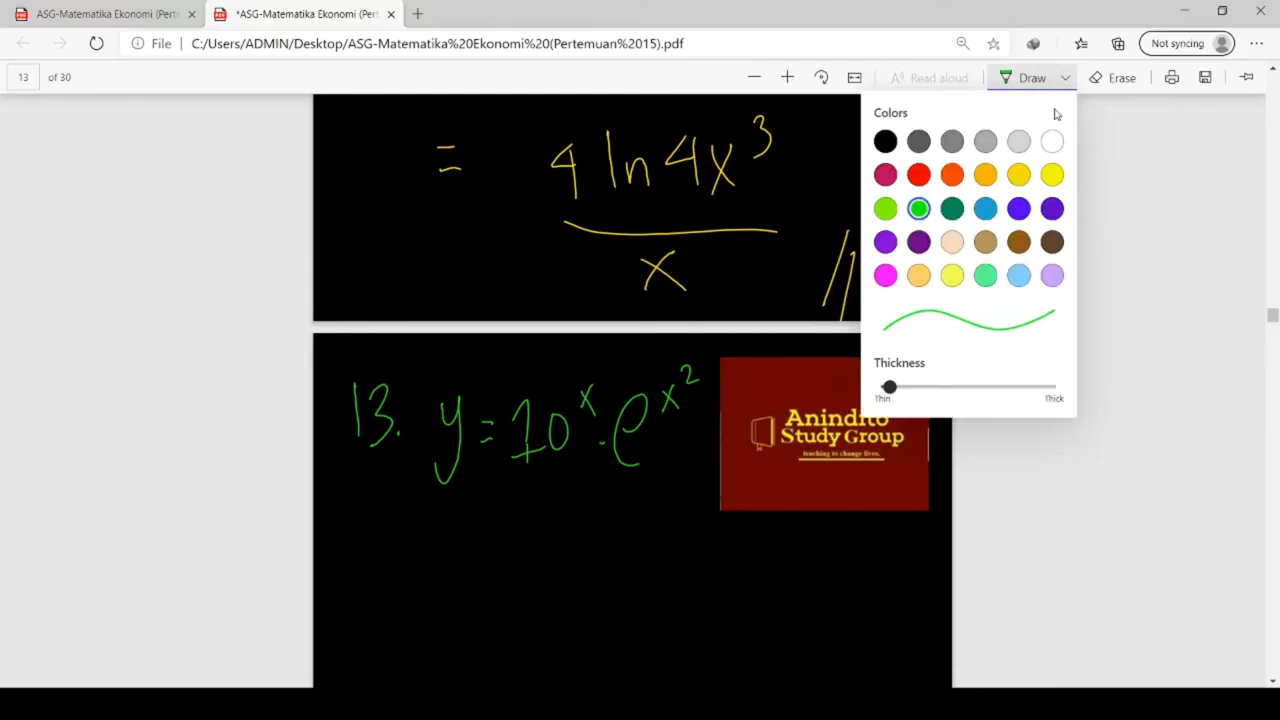 ASG-Matematika Ekonomi (Pert
*ASG-Matematika Ekonomi (Pert
File
C:/Users/ADMIN/Desktop/ASG-Matematika%20Ekonomi%20(Pertemuan%2015).pdf
Not syncing
13 of 30
Read aloud
Draw
Erase
Colors
Thickness
Thin
Thick
= 4 ln 4x³
x
//
13. y = 10^x . e^x²
Anindito
Study Group
teaching to change lives.